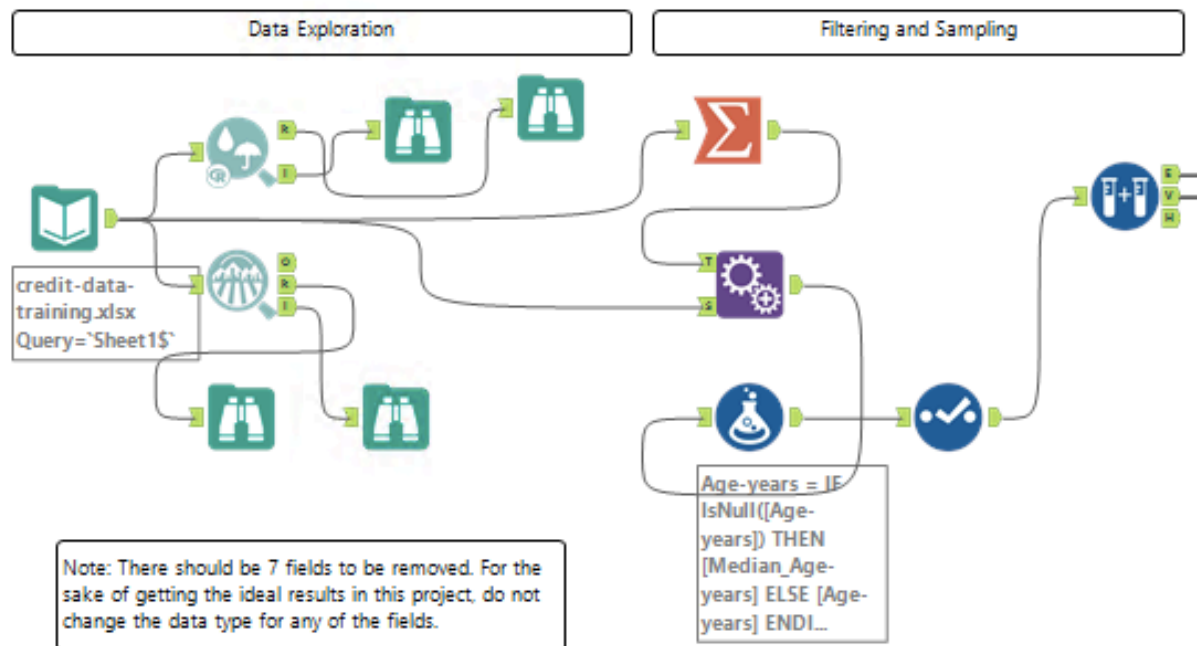 Data Exploration
Filtering and Sampling
R
I
E
V
H
credit-data-
training.xlsx
Query=`Sheet1$`
O
R
I
T
S
Age-years = IF
IsNull([Age-
years]) THEN
[Median_Age-
years] ELSE [Age-
years] ENDI...
Note: There should be 7 fields to be removed. For the
sake of getting the ideal results in this project, do not
change the data type for any of the fields.